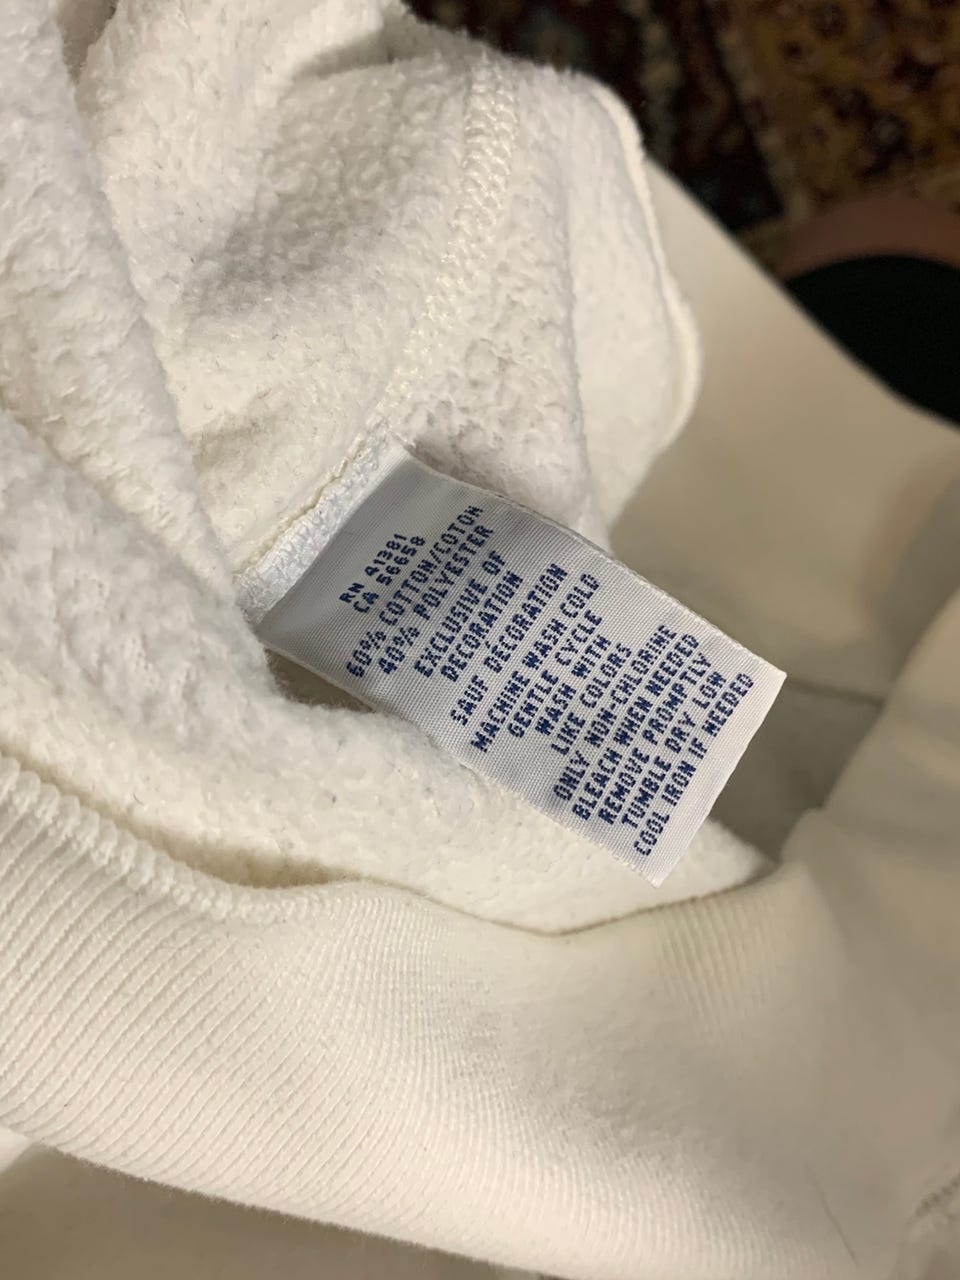 RN 41381
CA 56658
60% COTTON/COTON
40% POLYESTER
EXCLUSIVE OF
DECORATION
SAUF DECORATION
MACHINE WASH COLD
GENTLE CYCLE
WASH WITH
LIKE COLORS
ONLY NON-CHLORINE
BLEACH WHEN NEEDED
REMOVE PROMPTLY
TUMBLE DRY LOW
COOL IRON IF NEEDED